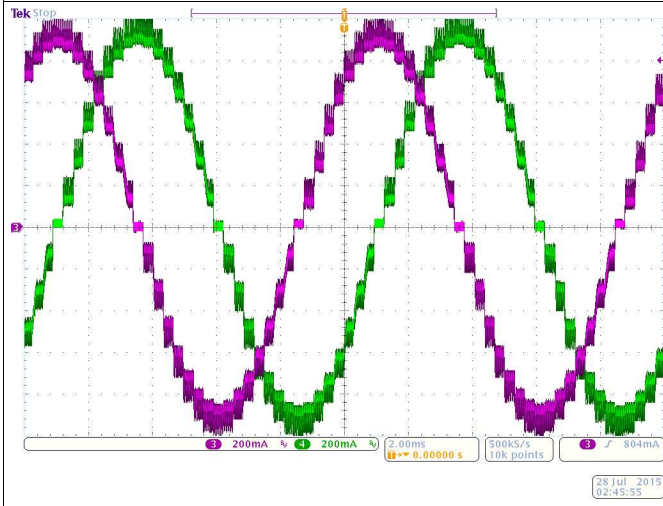 Tek Stop
T
T
3
3 200mA 4 200mA 2.00ms 500kS/s 3 804mA
T 0.00000 s 10k points
28 Jul 2015
02:45:55